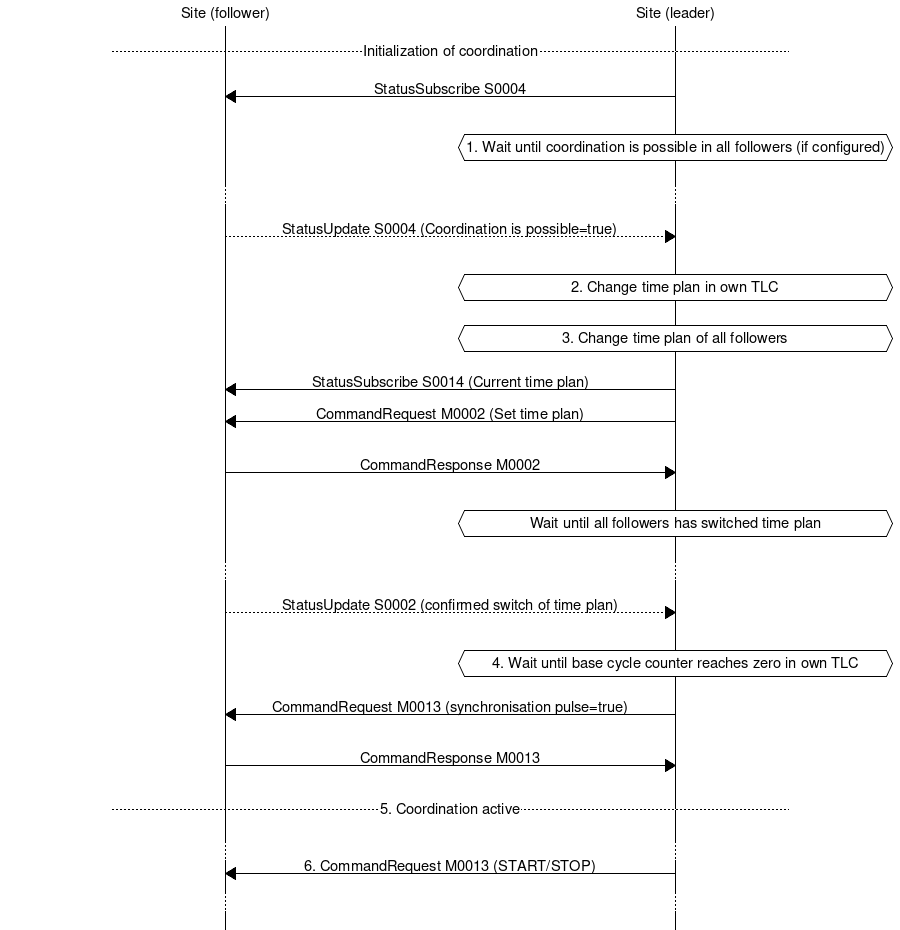 Site (follower)
Site (leader)
Initialization of coordination
StatusSubscribe S0004
1. Wait until coordination is possible in all followers (if configured)
StatusUpdate S0004 (Coordination is possible=true)
2. Change time plan in own TLC
3. Change time plan of all followers
StatusSubscribe S0014 (Current time plan)
CommandRequest M0002 (Set time plan)
CommandResponse M0002
Wait until all followers has switched time plan
StatusUpdate S0002 (confirmed switch of time plan)
4. Wait until base cycle counter reaches zero in own TLC
CommandRequest M0013 (synchronisation pulse=true)
CommandResponse M0013
5. Coordination active
6. CommandRequest M0013 (START/STOP)